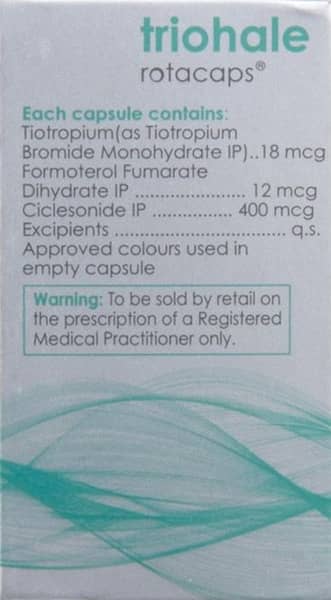 triohale
rotacaps®
Each capsule contains:
Tiotropium(as Tiotropium
Bromide Monohydrate IP)..18 mcg
Formoterol Fumarate
Dihydrate IP ...................... 12 mcg
Ciclesonide IP ................ 400 mcg
Excipients .................................. q.s.
Approved colours used in
empty capsule
Warning: To be sold by retail on
the prescription of a Registered
Medical Practitioner only.